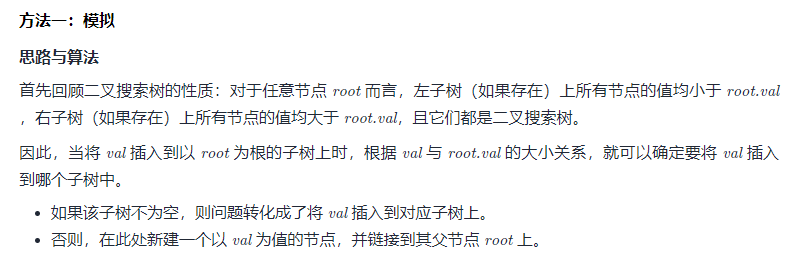 方法一：模拟
思路与算法
首先回顾二叉搜索树的性质：对于任意节点 root 而言，左子树（如果存在）上所有节点的值均小于 root.val
，右子树（如果存在）上所有节点的值均大于 root.val，且它们都是二叉搜索树。
因此，当将 val 插入到以 root 为根的子树上时，根据 val 与 root.val 的大小关系，就可以确定要将 val 插入
到哪个子树中。
• 如果该子树不为空，则问题转化成了将 val 插入到对应子树上。
• 否则，在此处新建一个以 val 为值的节点，并链接到其父节点 root 上。